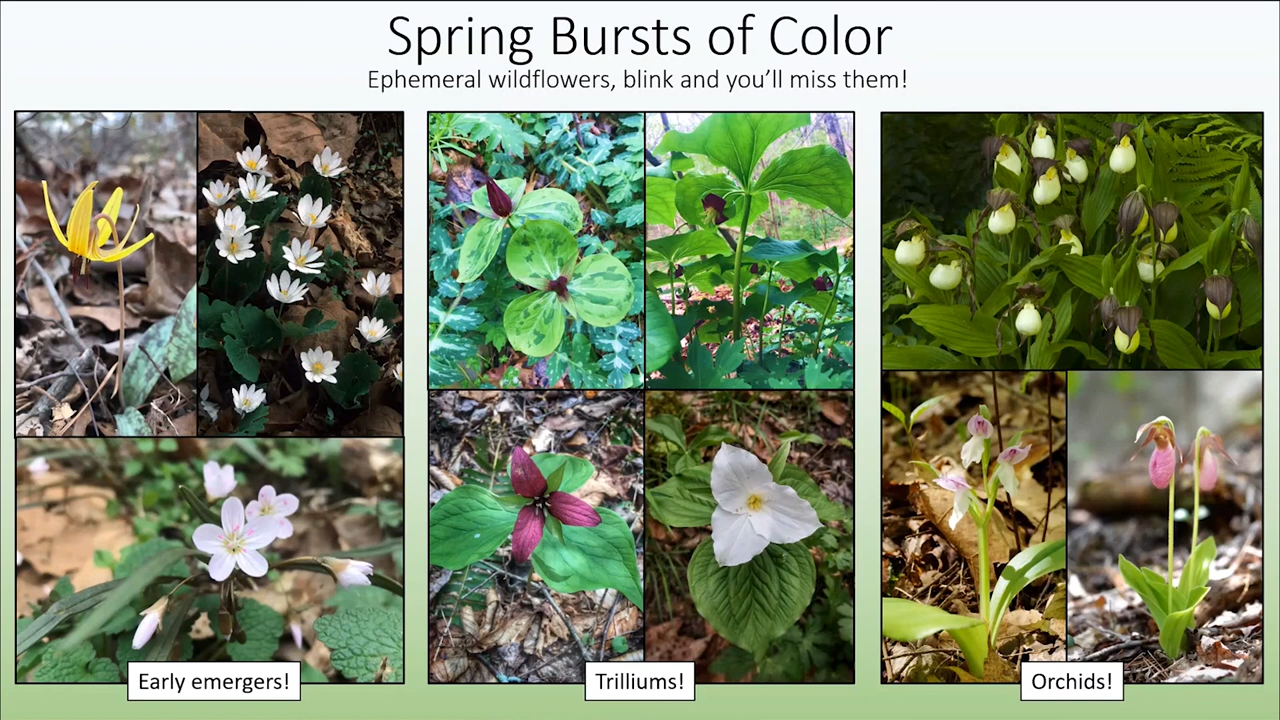 Spring Bursts of Color
Ephemeral wildflowers, blink and you’ll miss them!
Early emergers!
Trilliums!
Orchids!